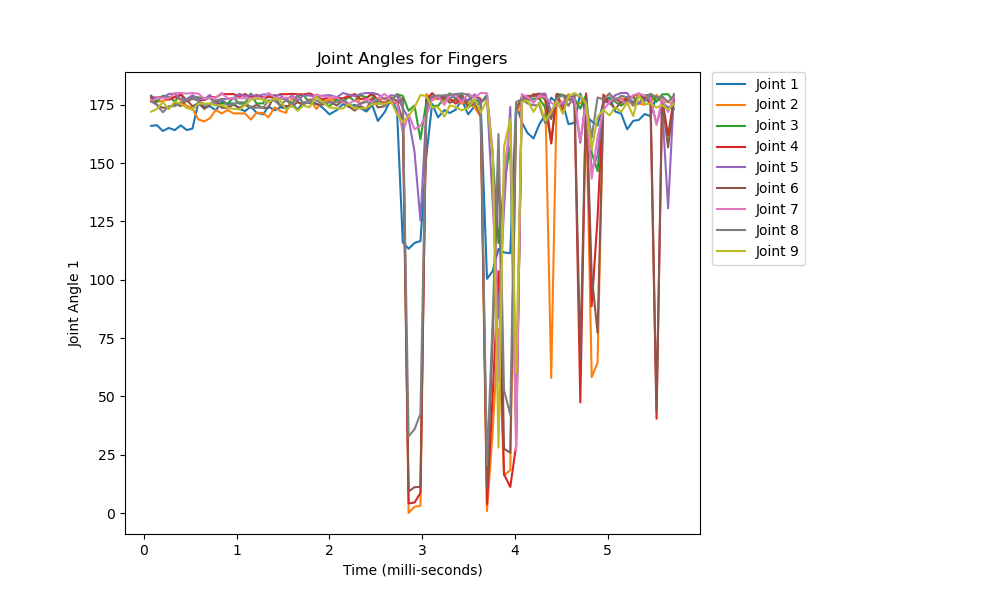 Joint Angles for Fingers
Joint Angle 1
175
150
125
100
75
50
25
0
0
1
2
3
4
5
Time (milli-seconds)
Joint 1
Joint 2
Joint 3
Joint 4
Joint 5
Joint 6
Joint 7
Joint 8
Joint 9